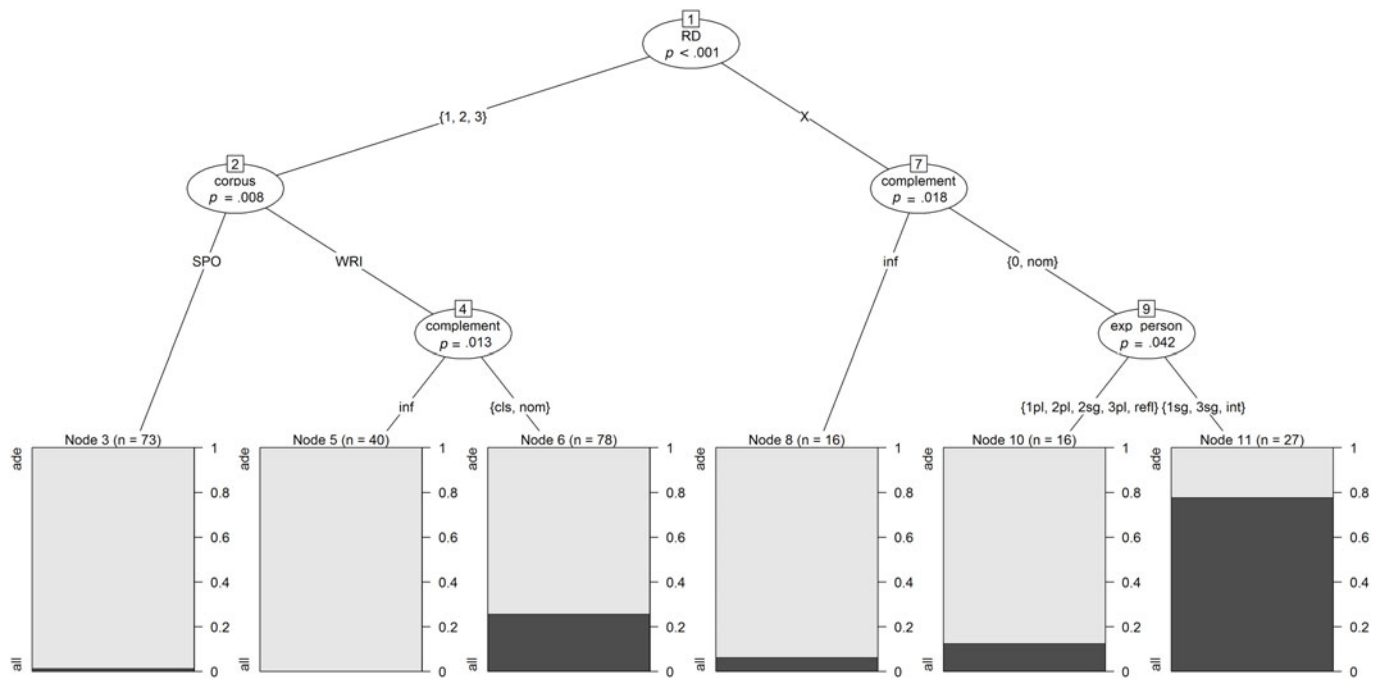 1
RD
p < .001
{1, 2, 3}
X
2
corpus
p = .008
7
complement
p = .018
SPO
WRI
inf
{0, nom}
4
complement
p = .013
9
exp person
p = .042
inf
{cls, nom}
{1pl, 2pl, 2sg, 3pl, refl}
{1sg, 3sg, int}
Node 3 (n = 73)
ade
all
1
0.8
0.6
0.4
0.2
0
Node 5 (n = 40)
ade
all
1
0.8
0.6
0.4
0.2
0
Node 6 (n = 78)
ade
all
1
0.8
0.6
0.4
0.2
0
Node 8 (n = 16)
ade
all
1
0.8
0.6
0.4
0.2
0
Node 10 (n = 16)
ade
all
1
0.8
0.6
0.4
0.2
0
Node 11 (n = 27)
ade
all
1
0.8
0.6
0.4
0.2
0